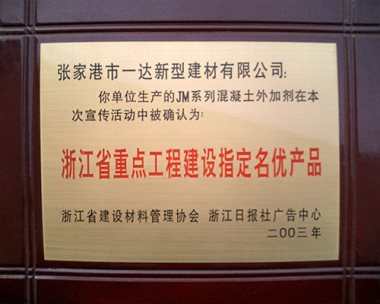 张家港市一达新型建材有限公司:
你单位生产的JM系列混凝土外加剂在本
次宣传活动中被确认为:
浙江省重点工程建设指定名优产品
浙江省建设材料管理协会 浙江日报社广告中心
二00三年